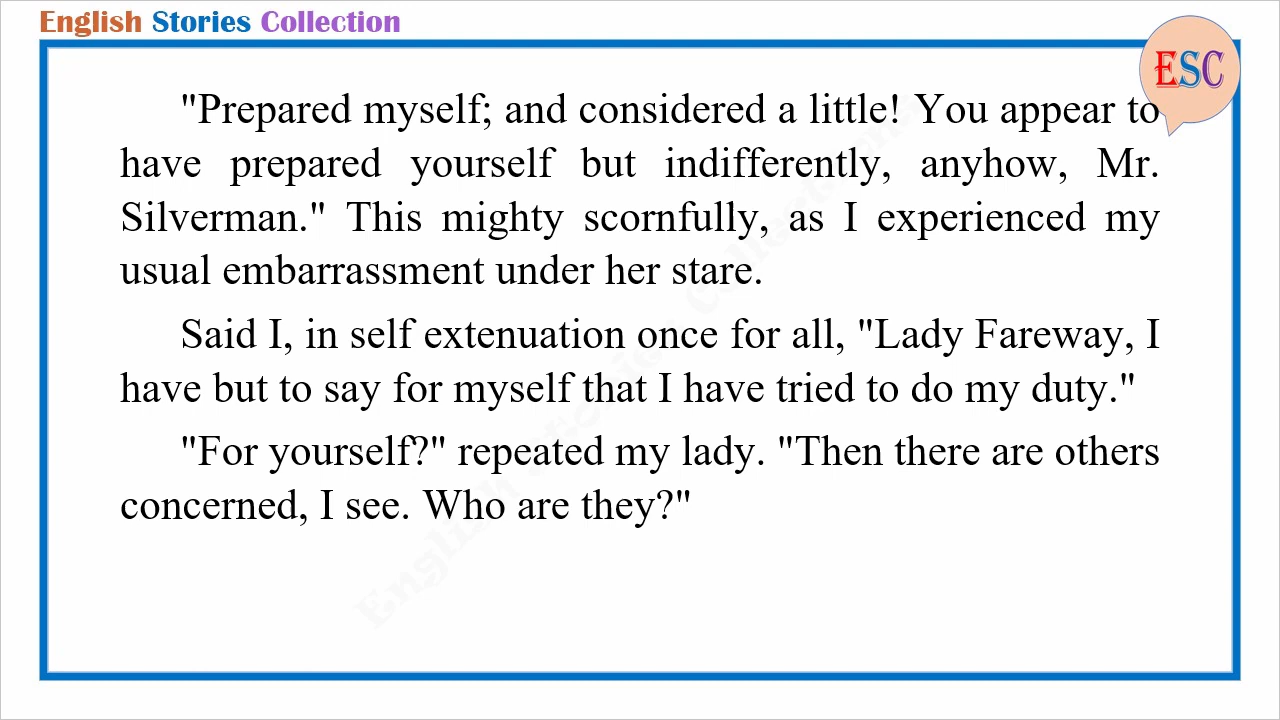 English Stories Collection
ESC
"Prepared myself; and considered a little! You appear to
have prepared yourself but indifferently, anyhow, Mr.
Silverman." This mighty scornfully, as I experienced my
usual embarrassment under her stare.
Said I, in self extenuation once for all, "Lady Fareway, I
have but to say for myself that I have tried to do my duty."
"For yourself?" repeated my lady. "Then there are others
concerned, I see. Who are they?"